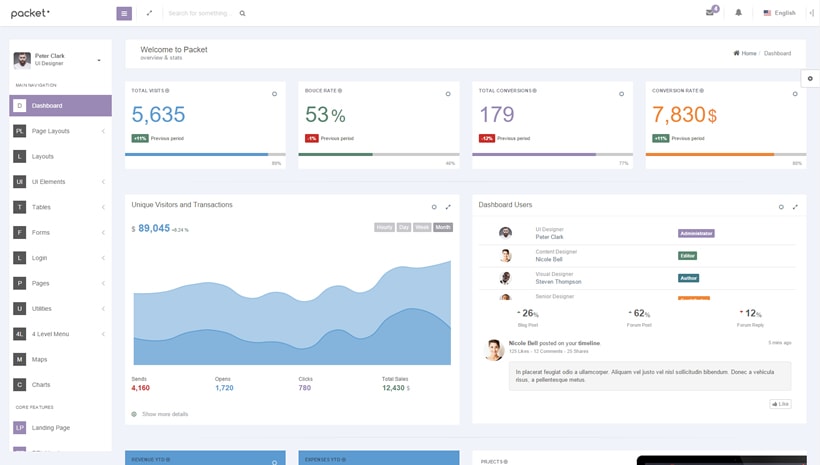 packet
Search for something...
4
English
Peter Clark
UI Designer
MAIN NAVIGATION
D Dashboard
PL Page Layouts
L Layouts
UI UI Elements
T Tables
F Forms
L Login
P Pages
U Utilities
4L 4 Level Menu
M Maps
C Charts
CORE FEATURES
LP Landing Page
Welcome to Packet
overview & stats
Home / Dashboard
TOTAL VISITS
5,635
+11% Previous period
BOUCE RATE
53%
-1% Previous period
46%
TOTAL CONVERSIONS
179
-12% Previous period
77%
CONVERSION RATE
7,830$
+11% Previous period
Unique Visitors and Transactions
$ 89,045 +8.24 %
Hourly Day Week Month
Sends
4,160
Opens
1,720
Clicks
780
Total Sales
12,430 $
Show more details
Dashboard Users
UI Designer
Peter Clark
Administrator
Content Designer
Nicole Bell
Editor
Visual Designer
Steven Thompson
Author
Senior Designer
26%
Blog Post
62%
Forum Post
12%
Forum Reply
Nicole Bell posted on your timeline.
5 mins ago
125 Likes - 12 Comments - 25 Shares
In placerat feugiat odio a ullamcorper. Aliquam vel justo vel nisl sollicitudin bibendum. Donec a vehicula
risus, a pellentesque metus.
Like
REVENUE YTD
EXPENSES YTD
PRJECTS